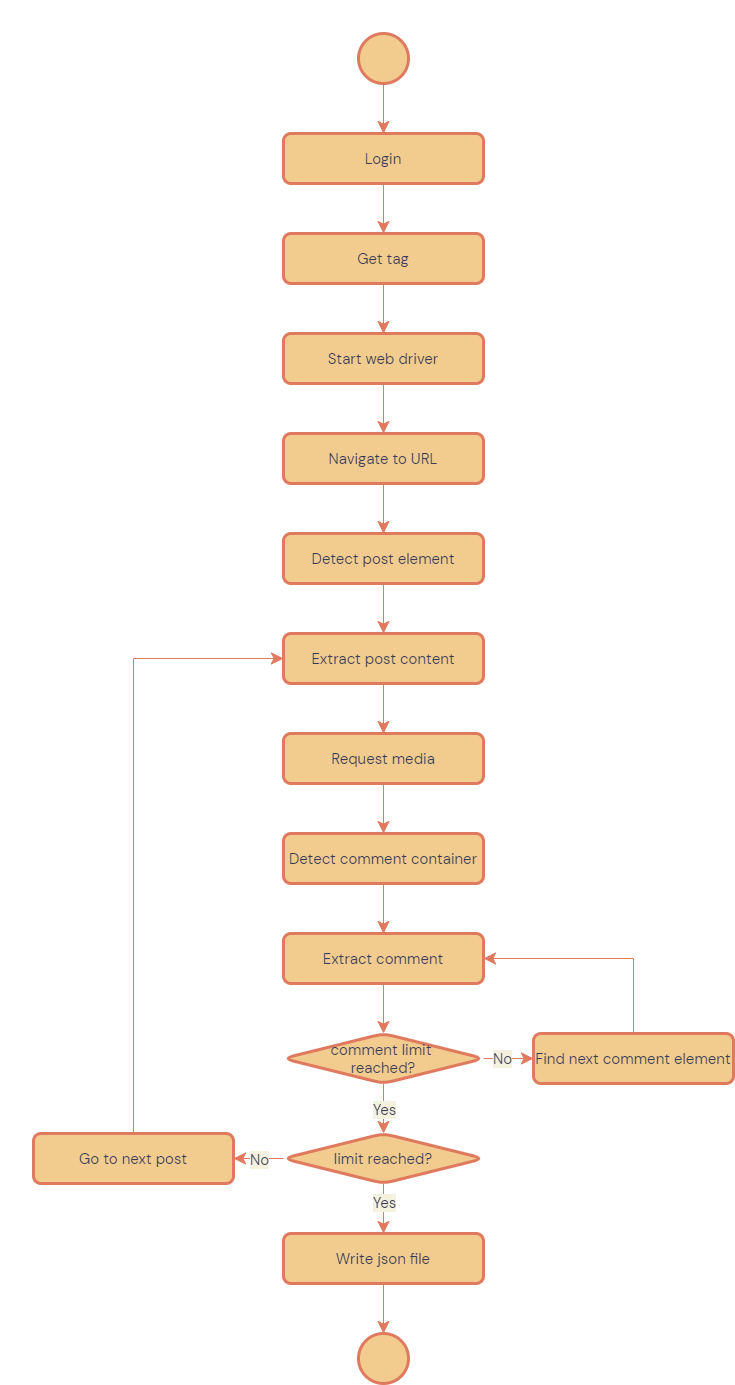 Login
Get tag
Start web driver
Navigate to URL
Detect post element
Extract post content
Request media
Detect comment container
Extract comment
comment limit
reached?
No
Find next comment element
Yes
Go to next post
No
limit reached?
Yes
Write json file